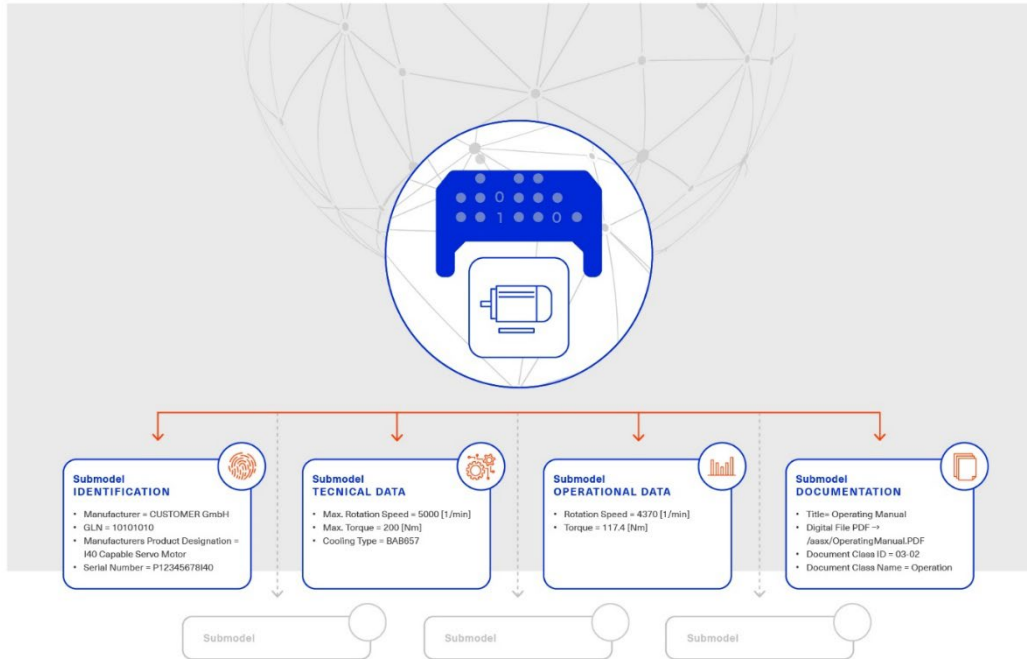 0
1 0
Submodel
IDENTIFICATION
• Manufacturer = CUSTOMER GmbH
• GLN = 10101010
• Manufacturers Product Designation =
I40 Capable Servo Motor
• Serial Number = P12345678I40
Submodel
TECNICAL DATA
• Max. Rotation Speed = 5000 [1/min]
• Max. Torque = 200 [Nm]
• Cooling Type = BAB657
Submodel
OPERATIONAL DATA
• Rotation Speed = 4370 [1/min]
• Torque = 117.4 [Nm]
Submodel
DOCUMENTATION
• Title= Operating Manual
• Digital File PDF →
/aasx/OperatingManual.PDF
• Document Class ID = 03-02
• Document Class Name = Operation
Submodel
Submodel
Submodel